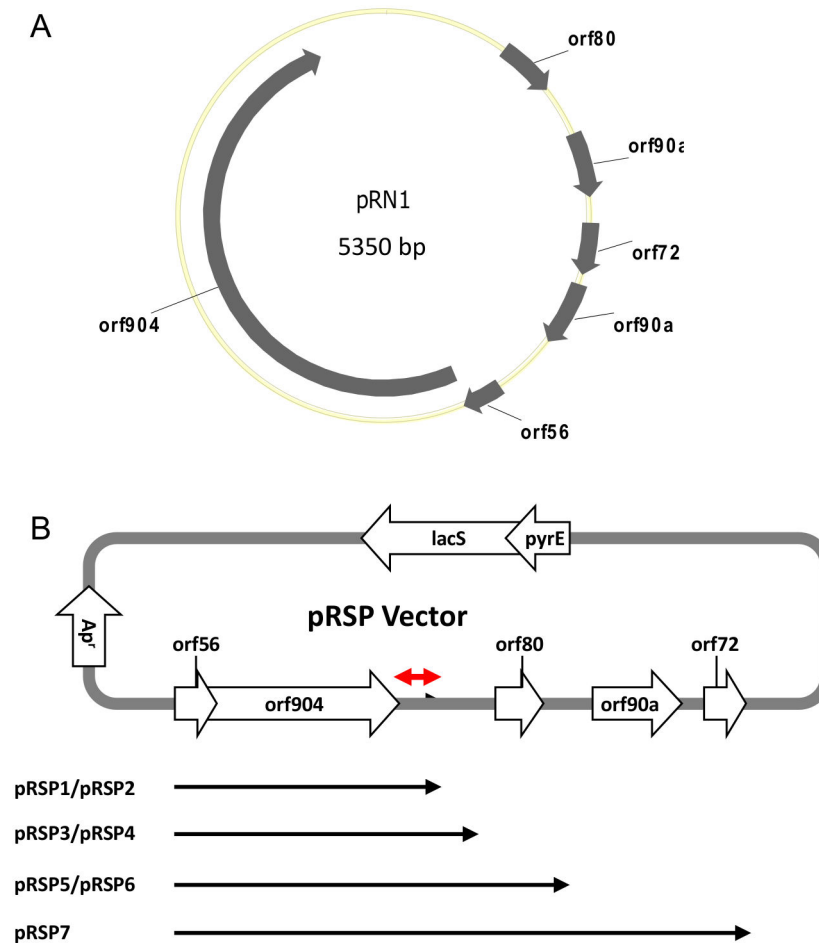 A
orf80
orf90a
pRN1
5350 bp
orf72
orf904
orf90a
orf56
B
lacS
pyrE
Apr
pRSP Vector
orf56
orf80
orf72
orf904
orf90a
pRSP1/pRSP2
pRSP3/pRSP4
pRSP5/pRSP6
pRSP7